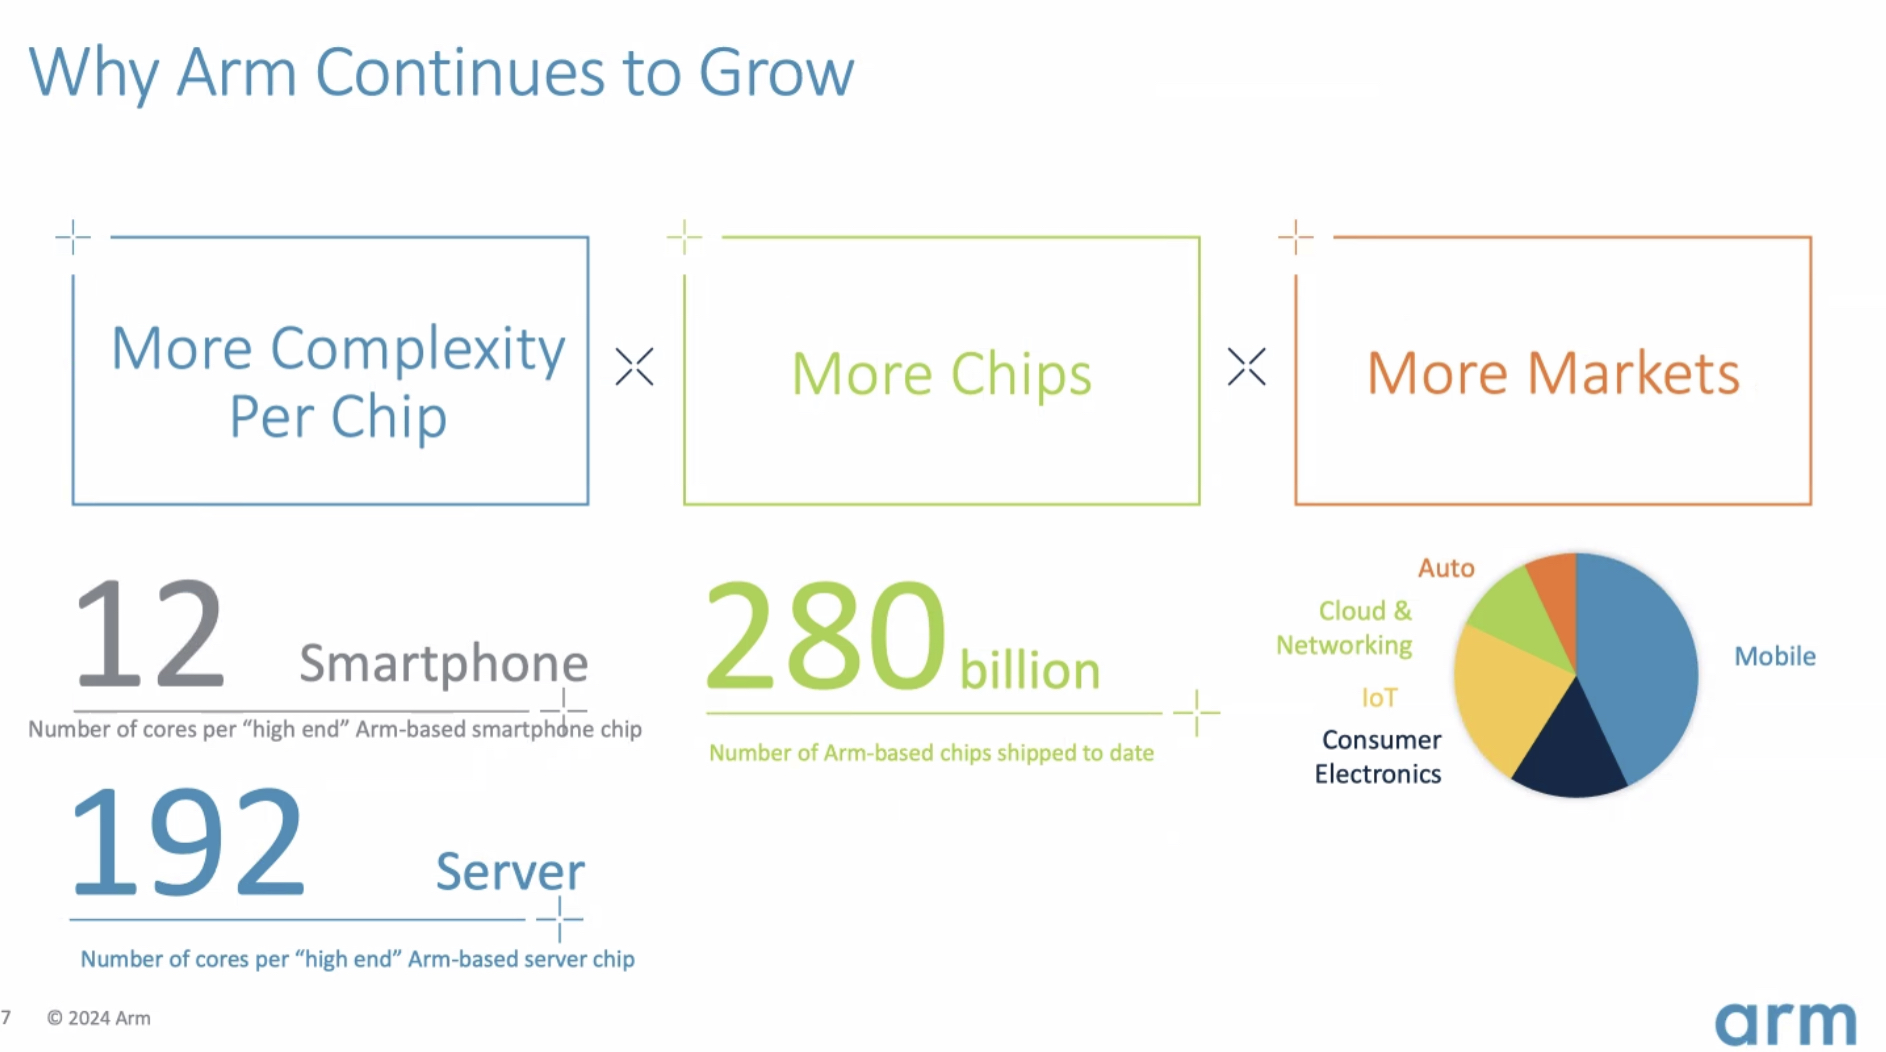 Why Arm Continues to Grow
More Complexity
Per Chip
More Chips
More Markets
12 Smartphone
Number of cores per “high end” Arm-based smartphone chip
192 Server
Number of cores per “high end” Arm-based server chip
280 billion
Number of Arm-based chips shipped to date
Auto
Cloud &
Networking
IoT
Consumer
Electronics
Mobile
7 © 2024 Arm
arm